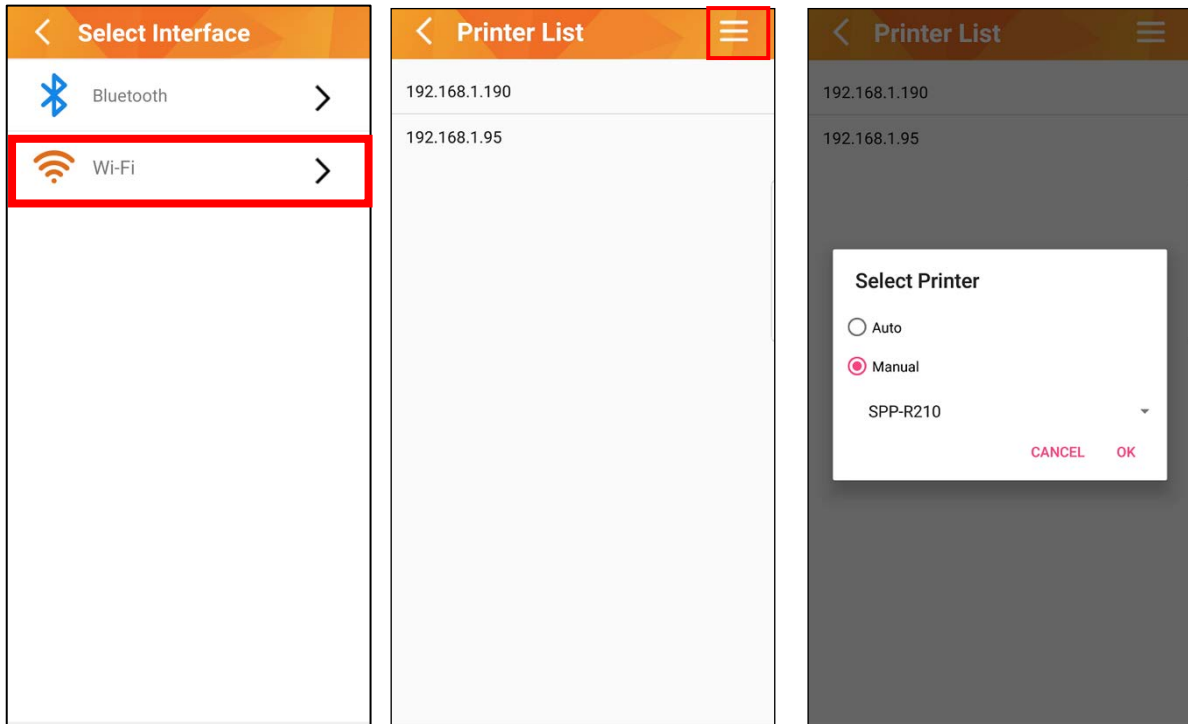 Select Interface
Bluetooth
Wi-Fi
Printer List
192.168.1.190
192.168.1.95
Printer List
192.168.1.190
192.168.1.95
Select Printer
Auto
Manual
SPP-R210
CANCEL OK